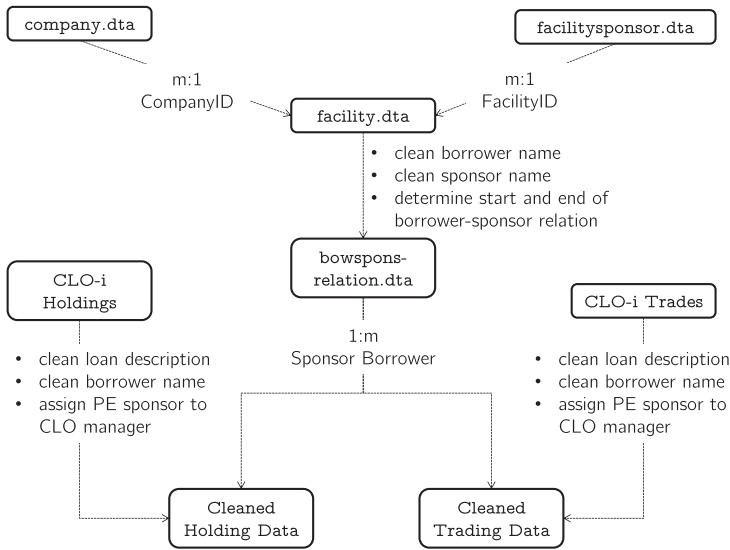 company.dta
facilitysponsor.dta
m:1
CompanyID
m:1
FacilityID
facility.dta
• clean borrower name
• clean sponsor name
• determine start and end of
borrower-sponsor relation
bowspons-
relation.dta
CLO-i
Holdings
CLO-i Trades
1:m
Sponsor Borrower
• clean loan description
• clean borrower name
• assign PE sponsor to
CLO manager
• clean loan description
• clean borrower name
• assign PE sponsor to
CLO manager
Cleaned
Holding Data
Cleaned
Trading Data